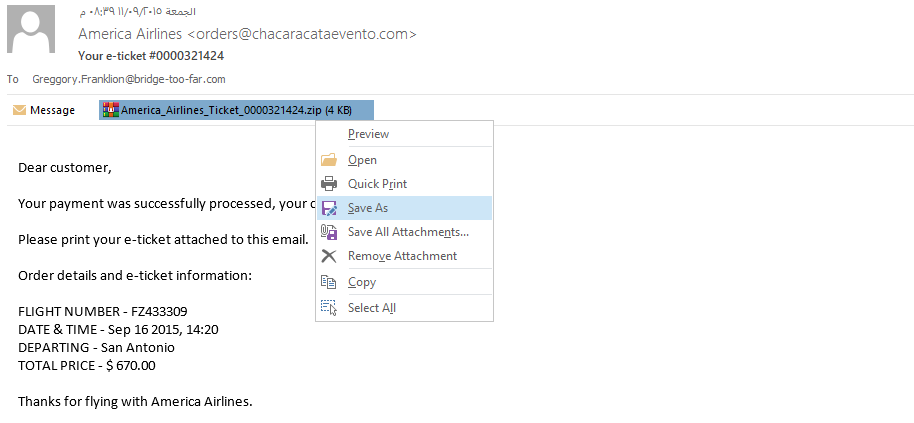 الجمعة ١١/٠٩/٢٠١٥ ٠٨:٣٩ م
America Airlines <orders@chacaracataevento.com>
Your e-ticket #0000321424
To Greggory.Franklion@bridge-too-far.com
Message America_Airlines_Ticket_0000321424.zip (4 KB)
Preview
Open
Quick Print
Save As
Save All Attachments...
Remove Attachment
Copy
Select All
Dear customer,
Your payment was successfully processed, your
Please print your e-ticket attached to this email.
Order details and e-ticket information:
FLIGHT NUMBER - FZ433309
DATE & TIME - Sep 16 2015, 14:20
DEPARTING - San Antonio
TOTAL PRICE - $ 670.00
Thanks for flying with America Airlines.